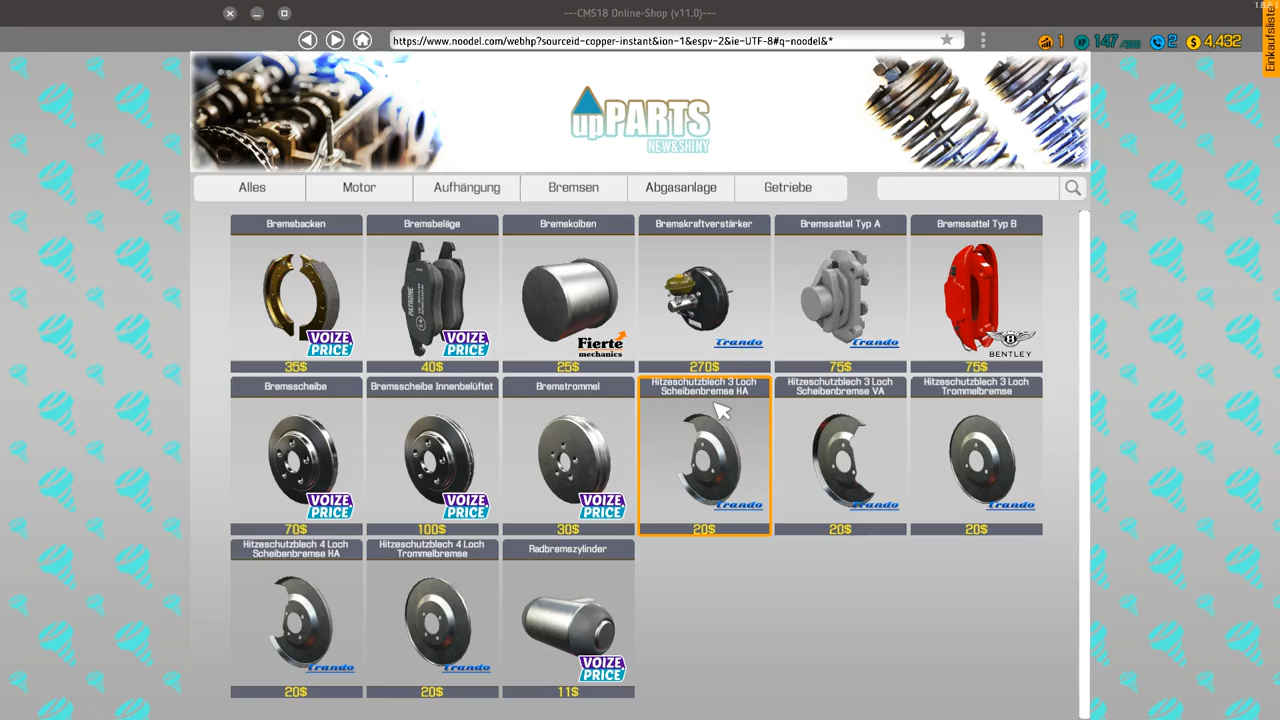 ---CMS18 Online-Shop (v11.0)---
https://www.noodel.com/webhp?sourceid-copper-instant&ion-1&espv-2&ie-UTF-8#q-noodel&*
1 XP 147/ 2 $ 4,432
Einkaufsliste
upPARTS
NEW&SHINY
Alles Motor Aufhängung Bremsen Abgasanlage Getriebe
Bremsbacken
VOIZE
PRICE
35$
Bremsbeläge
VOIZE
PRICE
40$
Bremskolben
Fierte
mechanics
25$
Bremskraftverstärker
Trando
270$
Bremssattel Typ A
Trando
75$
Bremssattel Typ B
BENTLEY
75$
Bremsscheibe
VOIZE
PRICE
70$
Bremsscheibe Innenbelüftet
VOIZE
PRICE
100$
Bremstrommel
VOIZE
PRICE
30$
Hitzeschutzblech 3 Loch
Scheibenbremse HA
Trando
20$
Hitzeschutzblech 3 Loch
Scheibenbremse VA
Trando
20$
Hitzeschutzblech 3 Loch
Trommelbremse
Trando
20$
Hitzeschutzblech 4 Loch
Scheibenbremse HA
Trando
20$
Hitzeschutzblech 4 Loch
Trommelbremse
Trando
20$
Radbremszylinder
VOIZE
PRICE
11$